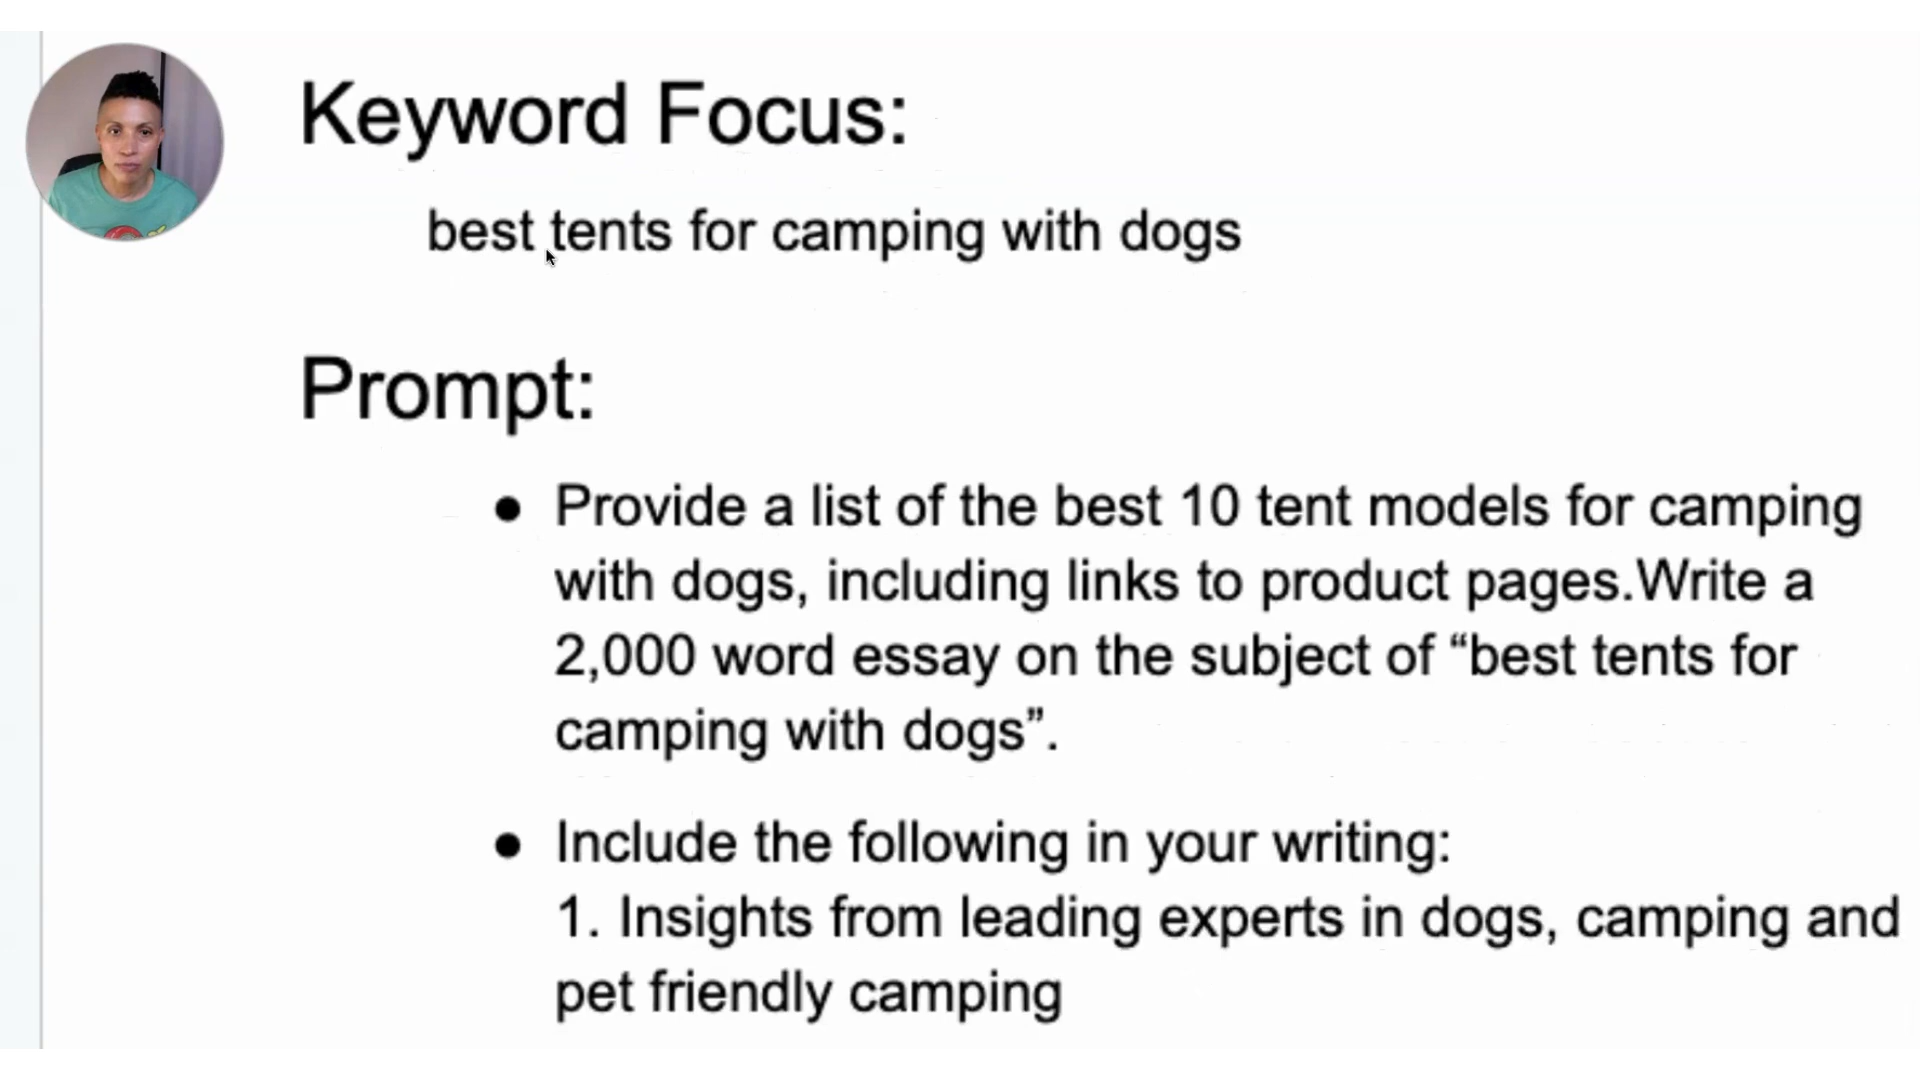 Keyword Focus:
best tents for camping with dogs
Prompt:
● Provide a list of the best 10 tent models for camping
with dogs, including links to product pages.Write a
2,000 word essay on the subject of “best tents for
camping with dogs”.
● Include the following in your writing:
1. Insights from leading experts in dogs, camping and
pet friendly camping